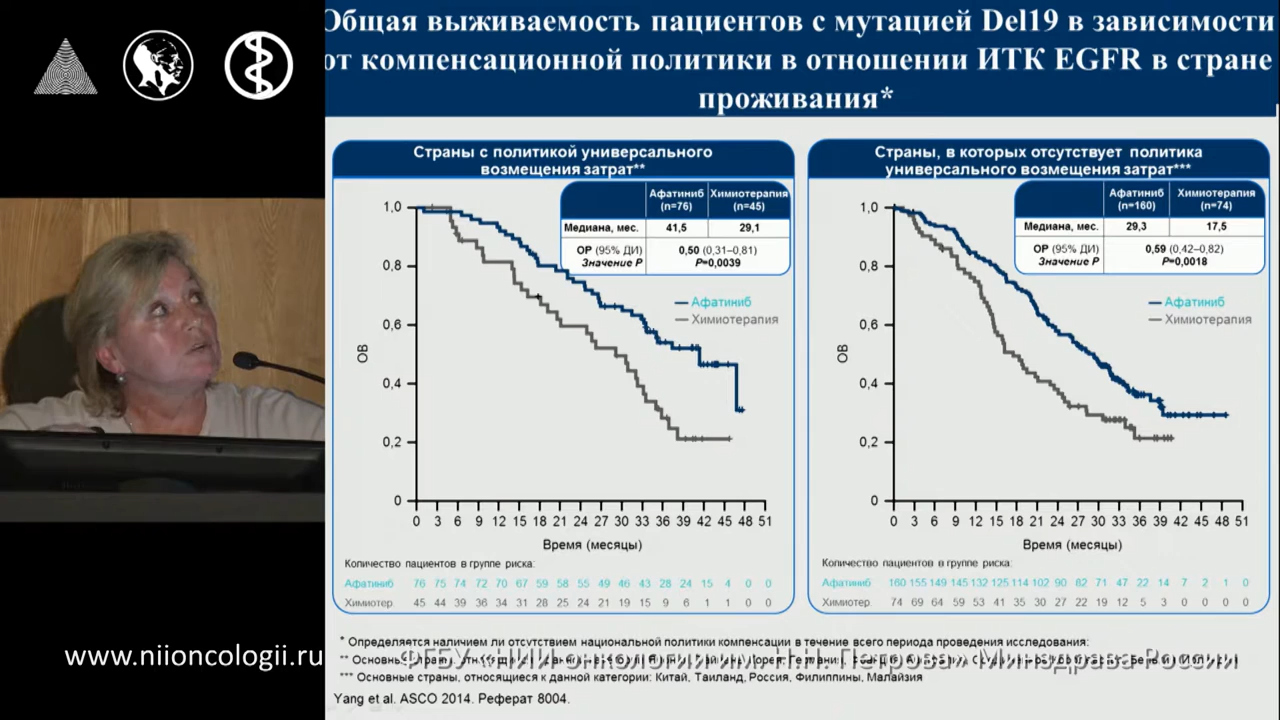 Общая выживаемость пациентов с мутацией Del19 в зависимости
от компенсационной политики в отношении ИТК EGFR в стране
проживания*
Страны с политикой универсального
возмещения затрат**
Афатиниб Химиотерапия
(n=76) (n=45)
Медиана, мес. 41,5 29,1
ОР (95% ДИ) 0,50 (0,31–0,81)
Значение P P=0,0039
1,0
0,8
0,6
0,4
0,2
0
ОВ
Афатиниб
Химиотерапия
0 3 6 9 12 15 18 21 24 27 30 33 36 39 42 45 48 51
Время (месяцы)
Количество пациентов в группе риска:
Афатиниб 76 75 74 72 70 67 59 58 55 49 46 43 28 24 15 4 0 0
Химиотер 45 44 39 36 34 31 28 25 24 21 19 15 9 6 1 1 0 0
Страны, в которых отсутствует политика
универсального возмещения затрат***
Афатиниб Химиотерапия
(n=160) (n=74)
Медиана, мес. 29,3 17,5
ОР (95% ДИ) 0,59 (0,42–0,82)
Значение P P=0,0018
1,0
0,8
0,6
0,4
0,2
0
ОВ
Афатиниб
Химиотерапия
0 3 6 9 12 15 18 21 24 27 30 33 36 39 42 45 48 51
Время (месяцы)
Количество пациентов в группе риска:
Афатиниб 160 155 149 145 132 125 114 102 90 82 71 47 22 14 7 2 1 0
Химиотер. 74 69 64 59 53 41 35 30 27 22 19 12 5 3 0 0 0 0
* Определяется наличием ли отсутствием национальной политики компенсации в течение всего периода проведения исследования:
ФГБУ «НИИ онкологии им. Н.Н. Петрова» Минздрава России
*** Основные страны, относящиеся к данной категории: Китай, Таиланд, Россия, Филиппины, Малайзия
Yang et al. ASCO 2014. Реферат 8004.
www.niioncologii.ru